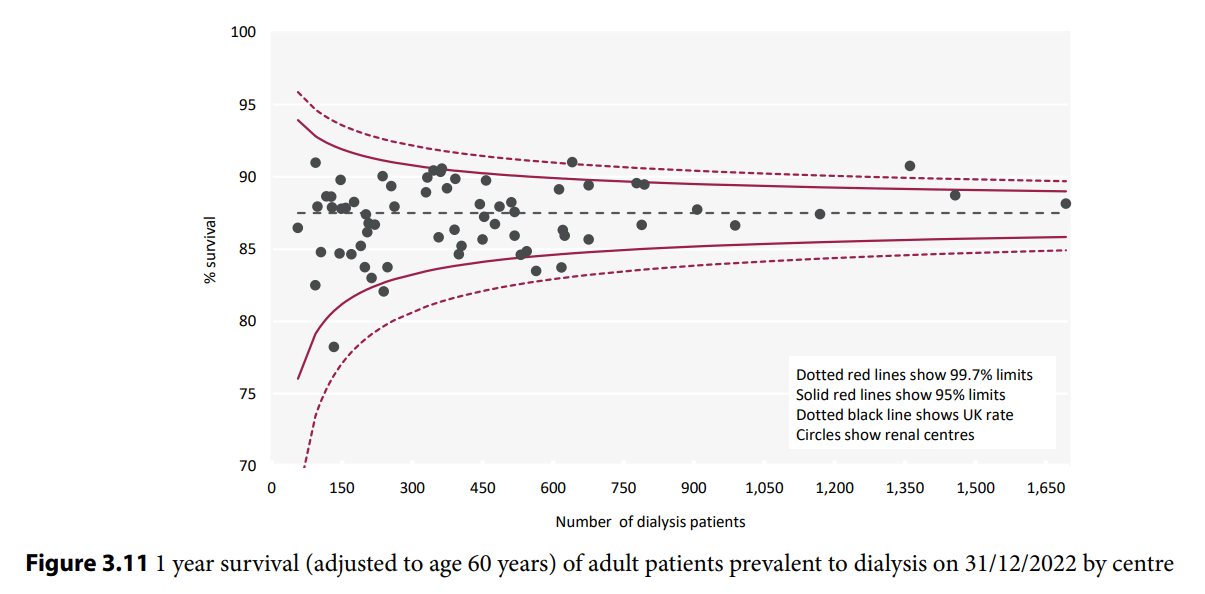 100
95
90
85
80
75
70
% survival
Dotted red lines show 99.7% limits
Solid red lines show 95% limits
Dotted black line shows UK rate
Circles show renal centres
0 150 300 450 600 750 900 1,050 1,200 1,350 1,500 1,650
Number of dialysis patients
Figure 3.11 1 year survival (adjusted to age 60 years) of adult patients prevalent to dialysis on 31/12/2022 by centre